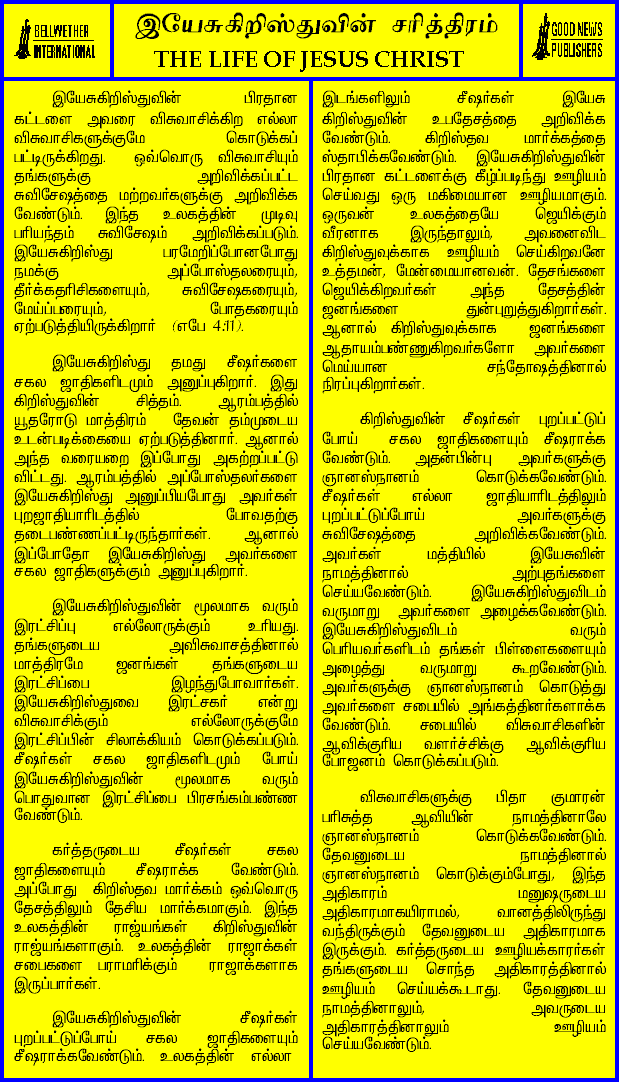 BELLWETHER
INTERNATIONAL
இயேசுகிறிஸ்துவின் சரித்திரம்
THE LIFE OF JESUS CHRIST
GOOD NEWS
PUBLISHERS
இயேசுகிறிஸ்துவின் பிரதான
கட்டளை அவரை விசுவாசிக்கிற எல்லா
விசுவாசிகளுக்குமே கொடுக்கப்
பட்டிருக்கிறது. ஒவ்வொரு விசுவாசியும்
தங்களுக்கு அறிவிக்கப்பட்ட
சுவிசேஷத்தை மற்றவர்களுக்கு அறிவிக்க
வேண்டும். இந்த உலகத்தின் முடிவு
பரியந்தம் சுவிசேஷம் அறிவிக்கப்படும்.
இயேசுகிறிஸ்து பரமேறிப்போனபோது
நமக்கு அப்போஸ்தலரையும்,
தீர்க்கதரிசிகளையும், சுவிசேஷகரையும்,
மேய்ப்பரையும், போதகரையும்
ஏற்படுத்தியிருக்கிறார் (எபே 4:11).
இயேசுகிறிஸ்து தமது சீஷர்களை
சகல ஜாதிகளிடமும் அனுப்புகிறார். இது
கிறிஸ்துவின் சித்தம். ஆரம்பத்தில்
யூதரோடு மாத்திரம் தேவன் தம்முடைய
உடன்படிக்கையை ஏற்படுத்தினார். ஆனால்
அந்த வரையறை இப்போது அகற்றப்பட்டு
விட்டது. ஆரம்பத்தில் அப்போஸ்தலர்களை
இயேசுகிறிஸ்து அனுப்பியபோது அவர்கள்
புறஜாதியாரிடத்தில் போவதற்கு
தடைபண்ணப்பட்டிருந்தார்கள். ஆனால்
இப்போதோ இயேசுகிறிஸ்து அவர்களை
சகல ஜாதிகளுக்கும் அனுப்புகிறார்.
இயேசுகிறிஸ்துவின் மூலமாக வரும்
இரட்சிப்பு எல்லோருக்கும் உரியது.
தங்களுடைய அவிசுவாசத்தினால்
மாத்திரமே ஜனங்கள் தங்களுடைய
இரட்சிப்பை இழந்துபோவார்கள்.
இயேசுகிறிஸ்துவை இரட்சகர் என்று
விசுவாசிக்கும் எல்லோருக்குமே
இரட்சிப்பின் சிலாக்கியம் கொடுக்கப்படும்.
சீஷர்கள் சகல ஜாதிகளிடமும் போய்
இயேசுகிறிஸ்துவின் மூலமாக வரும்
பொதுவான இரட்சிப்பை பிரசங்கம்பண்ண
வேண்டும்.
கர்த்தருடைய சீஷர்கள் சகல
ஜாதிகளையும் சீஷராக்க வேண்டும்.
அப்போது கிறிஸ்தவ மார்க்கம் ஒவ்வொரு
தேசத்திலும் தேசிய மார்க்கமாகும். இந்த
உலகத்தின் ராஜ்யங்கள் கிறிஸ்துவின்
ராஜ்யங்களாகும். உலகத்தின் ராஜாக்கள்
சபைகளை பராமரிக்கும் ராஜாக்களாக
இருப்பார்கள்.
இயேசுகிறிஸ்துவின் சீஷர்கள்
புறப்பட்டுப்போய் சகல ஜாதிகளையும்
சீஷராக்கவேண்டும். உலகத்தின் எல்லா
இடங்களிலும் சீஷர்கள் இயேசு
கிறிஸ்துவின் உபதேசத்தை அறிவிக்க
வேண்டும். கிறிஸ்தவ மார்க்கத்தை
ஸ்தாபிக்கவேண்டும். இயேசுகிறிஸ்துவின்
பிரதான கட்டளைக்கு கீழ்ப்படிந்து ஊழியம்
செய்வது ஒரு மகிமையான ஊழியமாகும்.
ஒருவன் உலகத்தையே ஜெயிக்கும்
வீரனாக இருந்தாலும், அவனைவிட
கிறிஸ்துவுக்காக ஊழியம் செய்கிறவனே
உத்தமன், மேன்மையானவன். தேசங்களை
ஜெயிக்கிறவர்கள் அந்த தேசத்தின்
ஜனங்களை துன்புறுத்துகிறார்கள்.
ஆனால் கிறிஸ்துவுக்காக ஜனங்களை
ஆதாயம்பண்ணுகிறவர்களோ அவர்களை
மெய்யான சந்தோஷத்தினால்
நிரப்புகிறார்கள்.
கிறிஸ்துவின் சீஷர்கள் புறப்பட்டுப்
போய் சகல ஜாதிகளையும் சீஷராக்க
வேண்டும். அதன்பின்பு அவர்களுக்கு
ஞானஸ்நானம் கொடுக்கவேண்டும்.
சீஷர்கள் எல்லா ஜாதியாரிடத்திலும்
புறப்பட்டுப்போய் அவர்களுக்கு
சுவிசேஷத்தை அறிவிக்கவேண்டும்.
அவர்கள் மத்தியில் இயேசுவின்
நாமத்தினால் அற்புதங்களை
செய்யவேண்டும். இயேசுகிறிஸ்துவிடம்
வருமாறு அவர்களை அழைக்கவேண்டும்.
இயேசுகிறிஸ்துவிடம் வரும்
பெரியவர்களிடம் தங்கள் பிள்ளைகளையும்
அழைத்து வருமாறு கூறவேண்டும்.
அவர்களுக்கு ஞானஸ்நானம் கொடுத்து
அவர்களை சபையில் அங்கத்தினர்களாக்க
வேண்டும். சபையில் விசுவாசிகளின்
ஆவிக்குரிய வளர்ச்சிக்கு ஆவிக்குரிய
போஜனம் கொடுக்கப்படும்.
விசுவாசிகளுக்கு பிதா குமாரன்
பரிசுத்த ஆவியின் நாமத்தினாலே
ஞானஸ்நானம் கொடுக்கவேண்டும்.
தேவனுடைய நாமத்தினால்
ஞானஸ்நானம் கொடுக்கும்போது, இந்த
அதிகாரம் மனுஷருடைய
அதிகாரமாகயிராமல், வானத்திலிருந்து
வந்திருக்கும் தேவனுடைய அதிகாரமாக
இருக்கும். கர்த்தருடைய ஊழியக்காரர்கள்
தங்களுடைய சொந்த அதிகாரத்தினால்
ஊழியம் செய்யக்கூடாது. தேவனுடைய
நாமத்தினாலும், அவருடைய
அதிகாரத்தினாலும் ஊழியம்
செய்யவேண்டும்.